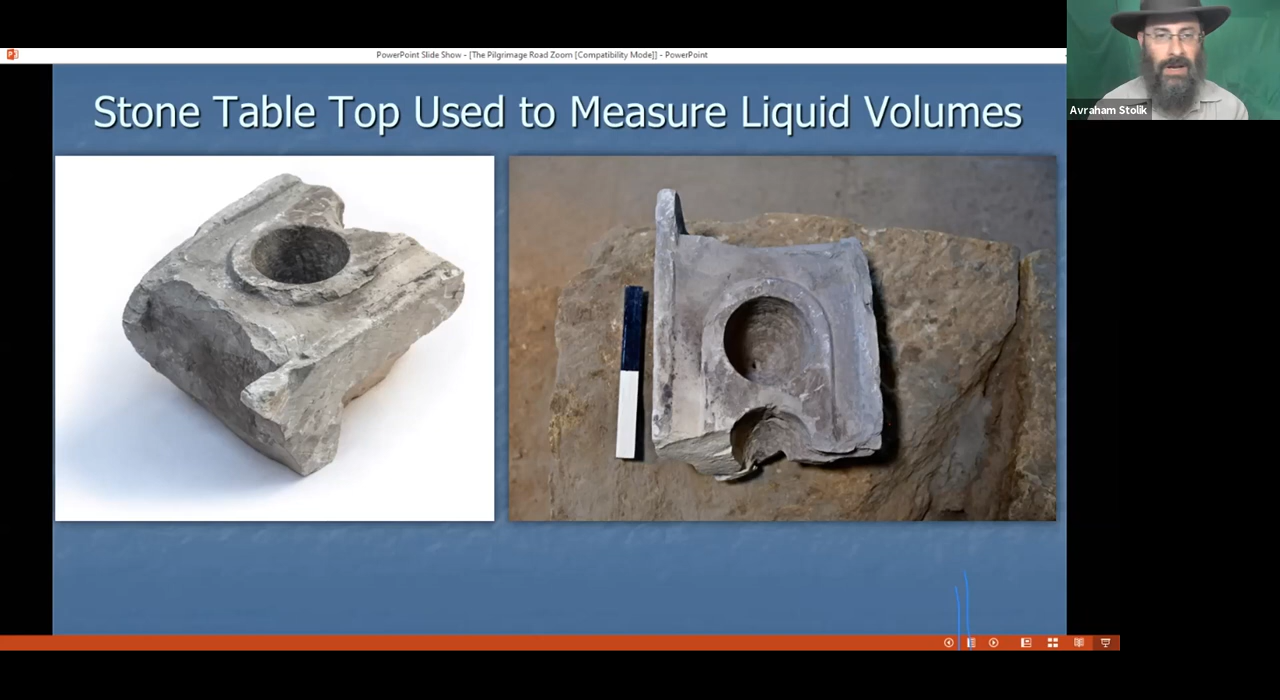 PowerPoint Slide Show - [The Pilgrimage Road Zoom [Compatibility Mode]] - PowerPoint
Stone Table Top Used to Measure Liquid Volumes
Avraham Stolik